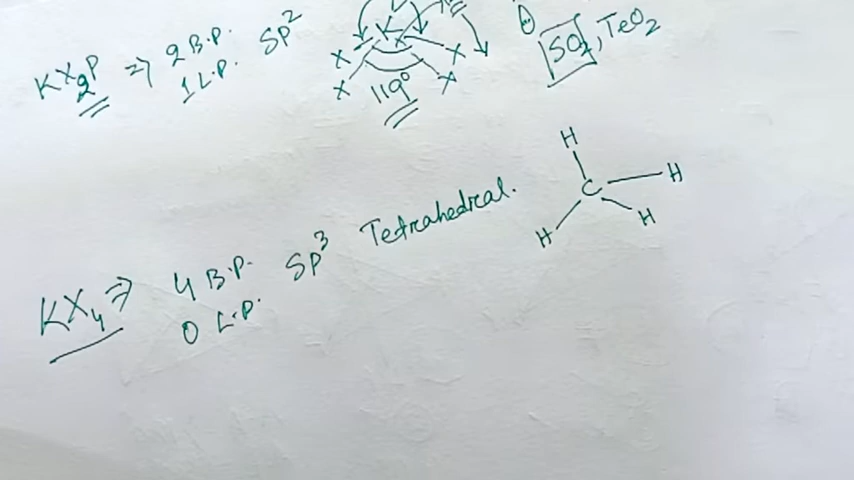 KX₂P ⇒ 2 B.P. SP²
1 L.P.
K
X X
X X
119°
SO₂, TeO₂
KX₄ ⇒ 4 B.P. SP³ Tetrahedral.
0 L.P.
H
C H
H H